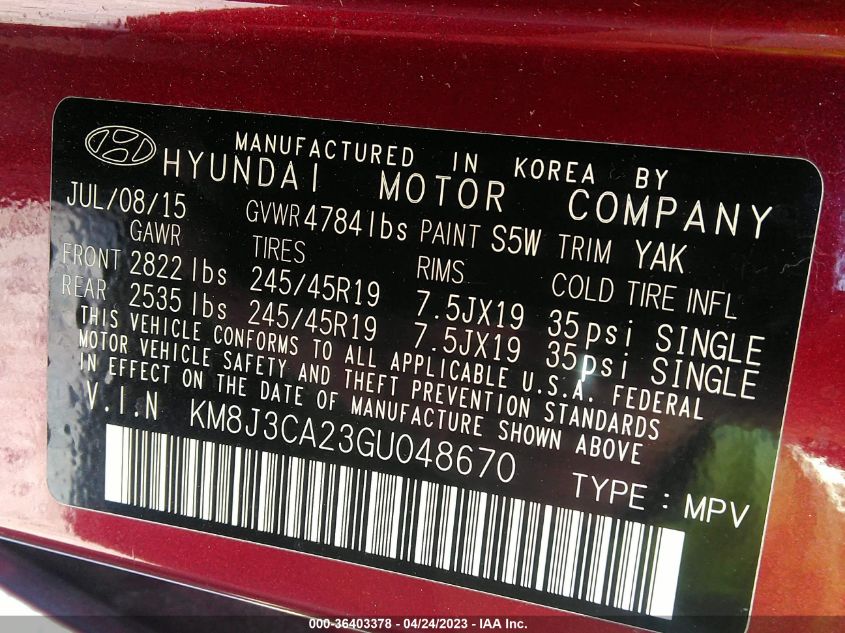 MANUFACTURED IN KOREA BY
HYUNDAI MOTOR COMPANY
JUL/08/15 GVWR 4784lbs PAINT S5W TRIM YAK
GAWR TIRES RIMS COLD TIRE INFL
FRONT 2822lbs 245/45R19 7.5JX19 35psi SINGLE
REAR 2535lbs 245/45R19 7.5JX19 35psi SINGLE
THIS VEHICLE CONFORMS TO ALL APPLICABLE U.S.A. FEDERAL
MOTOR VEHICLE SAFETY AND THEFT PREVENTION STANDARDS
IN EFFECT ON THE DATE OF MANUFACTURE SHOWN ABOVE
V.I.N KM8J3CA23GU048670
TYPE : MPV
000-36403378 - 04/24/2023 - IAA Inc.